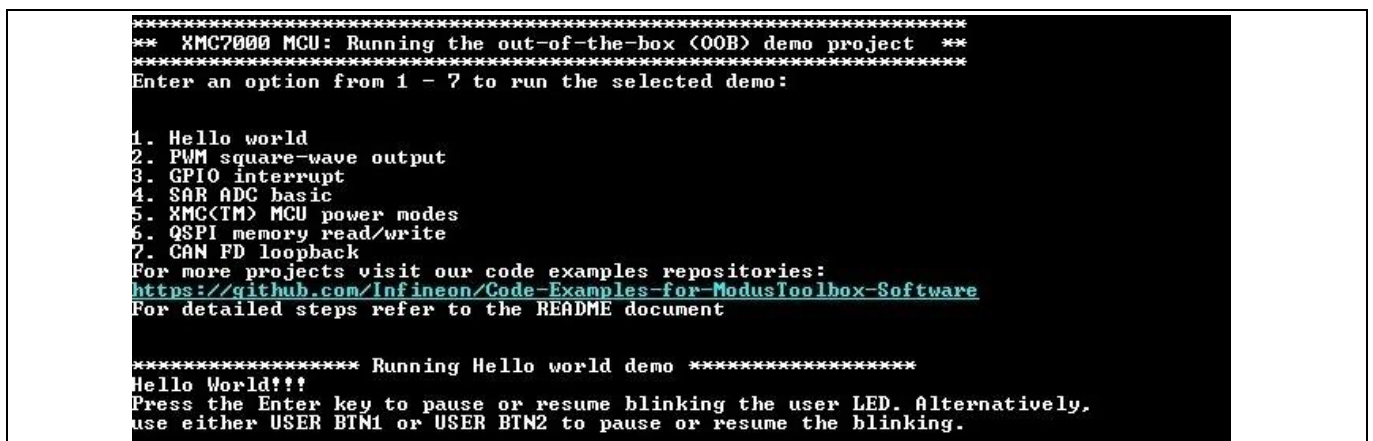 ******************************************************************
**  XMC7000 MCU: Running the out-of-the-box (OOB) demo project  **
******************************************************************
Enter an option from 1 - 7 to run the selected demo:
1. Hello world
2. PWM square-wave output
3. GPIO interrupt
4. SAR ADC basic
5. XMC(TM) MCU power modes
6. QSPI memory read/write
7. CAN FD loopback
For more projects visit our code examples repositories:
https://github.com/Infineon/Code-Examples-for-ModusToolbox-Software
For detailed steps refer to the README document
****************** Running Hello world demo ******************
Hello World!!!
Press the Enter key to pause or resume blinking the user LED. Alternatively,
use either USER BTN1 or USER BTN2 to pause or resume the blinking.